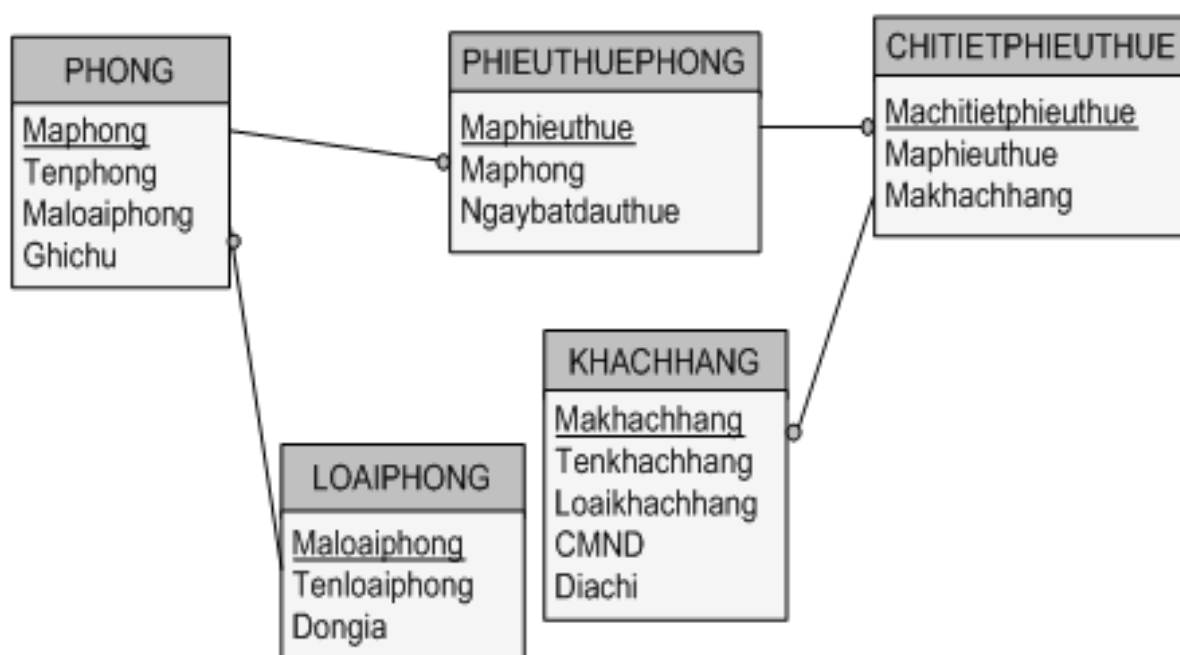 PHONG
Maphong
Tenphong
Maloaiphong
Ghichu
PHIEUTHUEPHONG
Maphieuthue
Maphong
Ngaybatdauthue
CHITIETPHIEUTHUE
Machitietphieuthue
Maphieuthue
Makhachhang
LOAIPHONG
Maloaiphong
Tenloaiphong
Dongia
KHACHHANG
Makhachhang
Tenkhachhang
Loaikhachhang
CMND
Diachi